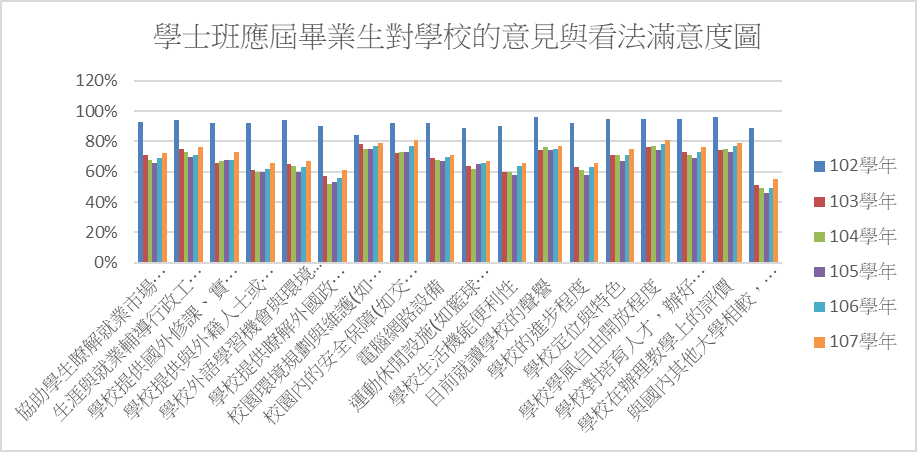 學士班應屆畢業生對學校的意見與看法滿意度圖
120%
100%
80%
60%
40%
20%
0%
協助學生瞭解就業市場…
生涯與就業輔導行政工…
學校提供國外修課、實…
學校提供與外籍人士或…
學校外語學習機會與環境…
學校提供瞭解外國政…
校園環境規劃與維護(如…
校園內的安全保障(如交…
電腦網路設備
運動休閒設施(如籃球…
學校生活機能便利性
目前就讀學校的聲譽
學校的進步程度
學校定位與特色
學校學風自由開放程度
學校對培育人才，辦好…
學校在辦理教學上的評價
與國內其他大學相較，…
102學年
103學年
104學年
105學年
106學年
107學年